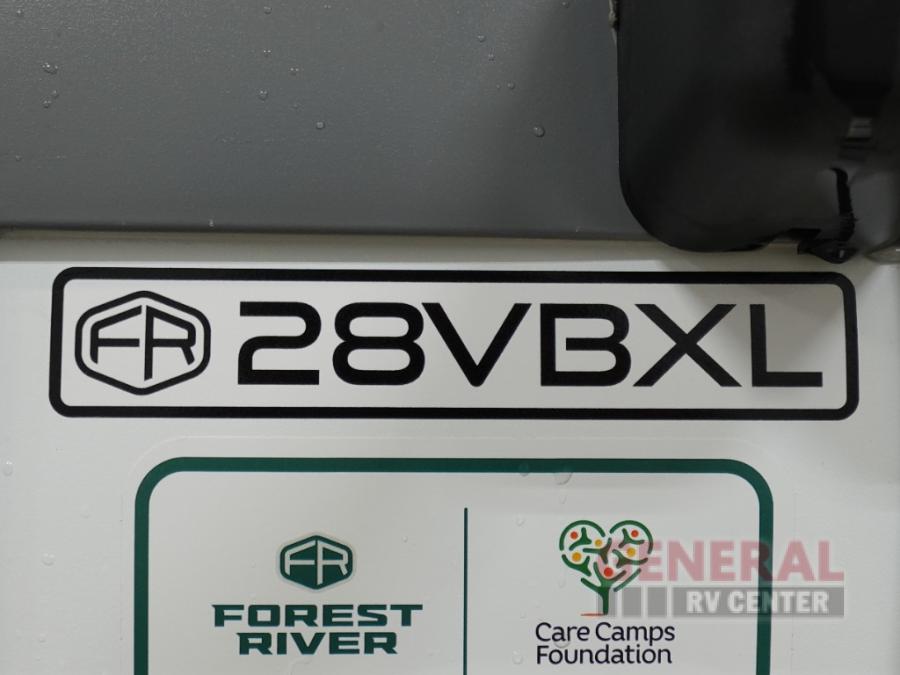 FR 28VBXL
FR
FOREST
RIVER
Care Camps
Foundation
GENERAL
RV CENTER